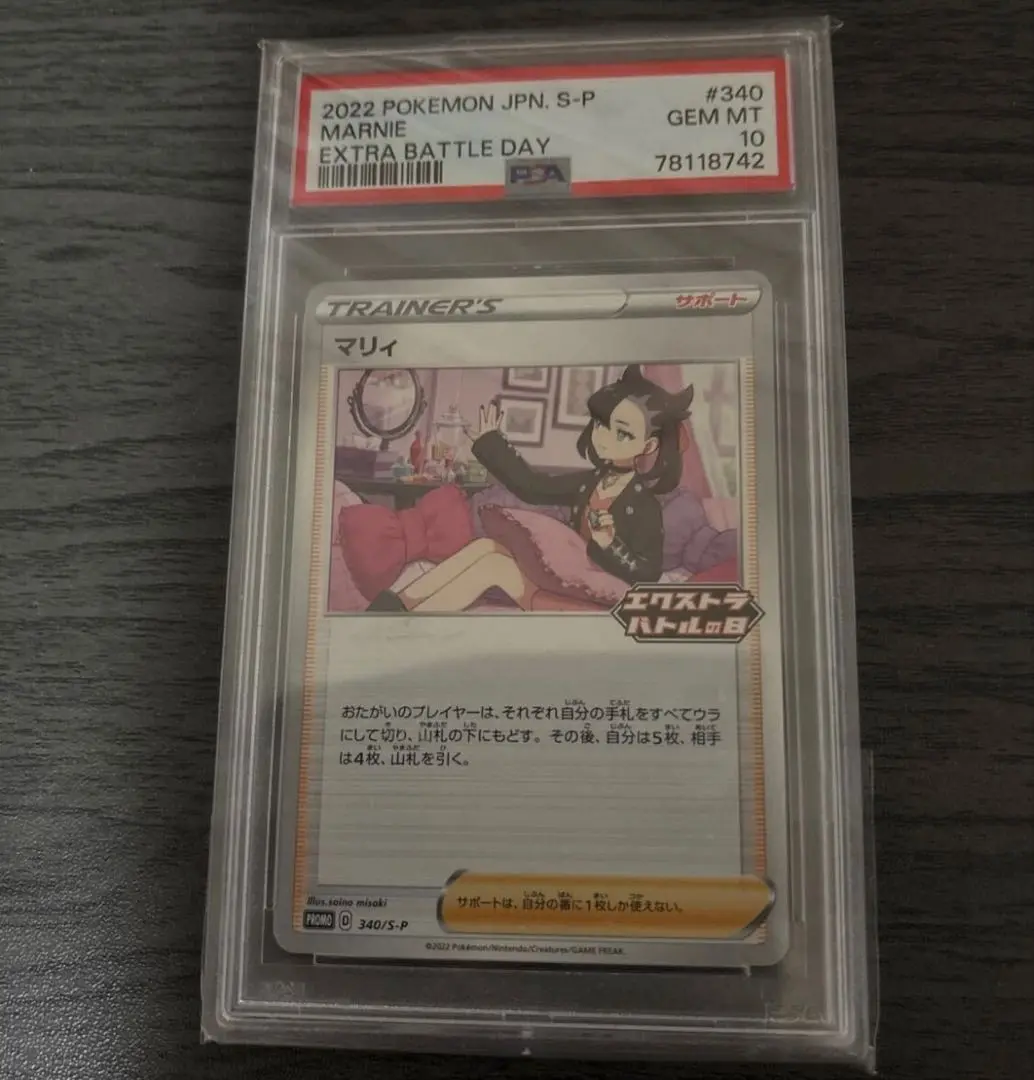 2022 POKEMON JPN. S-P #340
MARNIE GEM MT
EXTRA BATTLE DAY 10
78118742
PSA
TRAINER'S サポート
マリィ
エクストラ
バトルの日
おたがいのプレイヤーは、それぞれ自分の手札をすべてウラ
にして切り、山札の下にもどす。その後、自分は5枚、相手
は4枚、山札を引く。
Illus.saino misaki
サポートは、自分の番に1枚しか使えない。
PROMO D 340/S-P
©2022 Pokémon/Nintendo/Creatures/GAME FREAK.